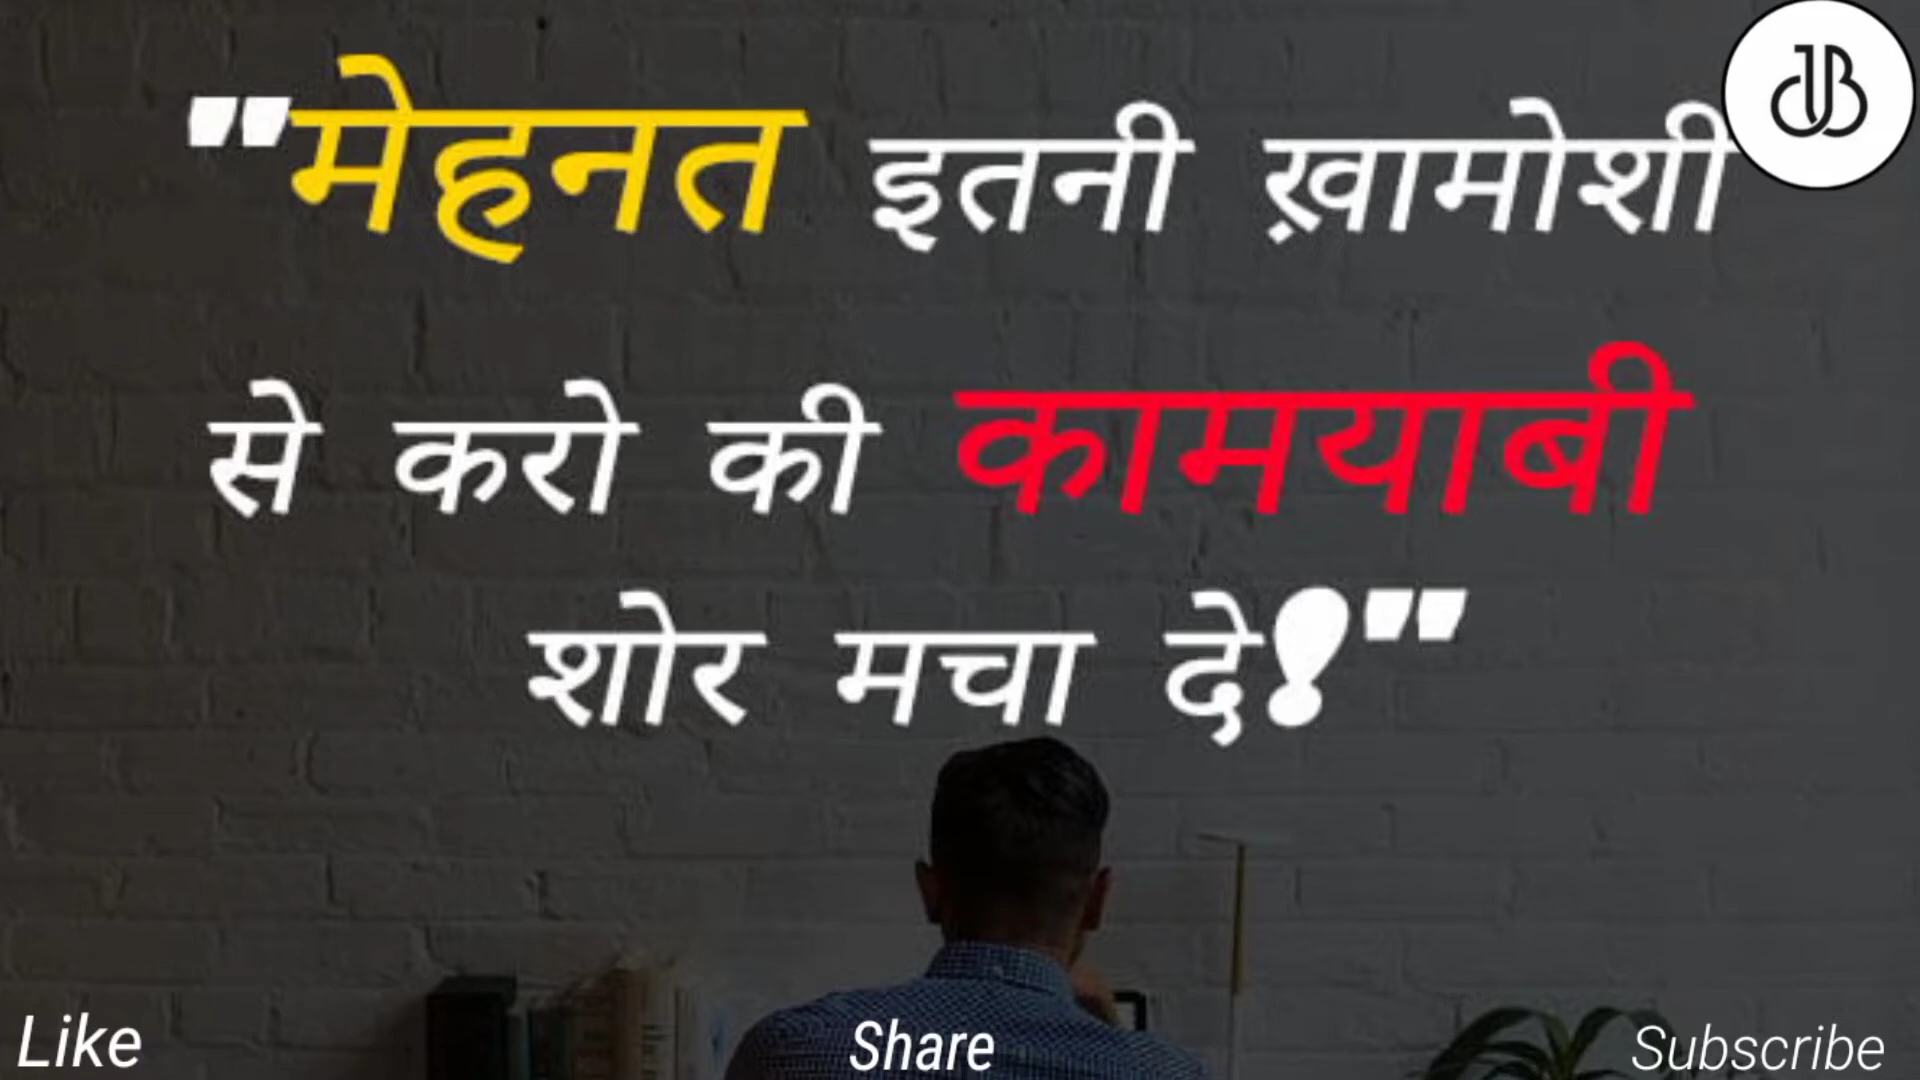 "मेहनत इतनी ख़ामोशी
से करो की कामयाबी
शोर मचा दे!"
Like
Share
Subscribe